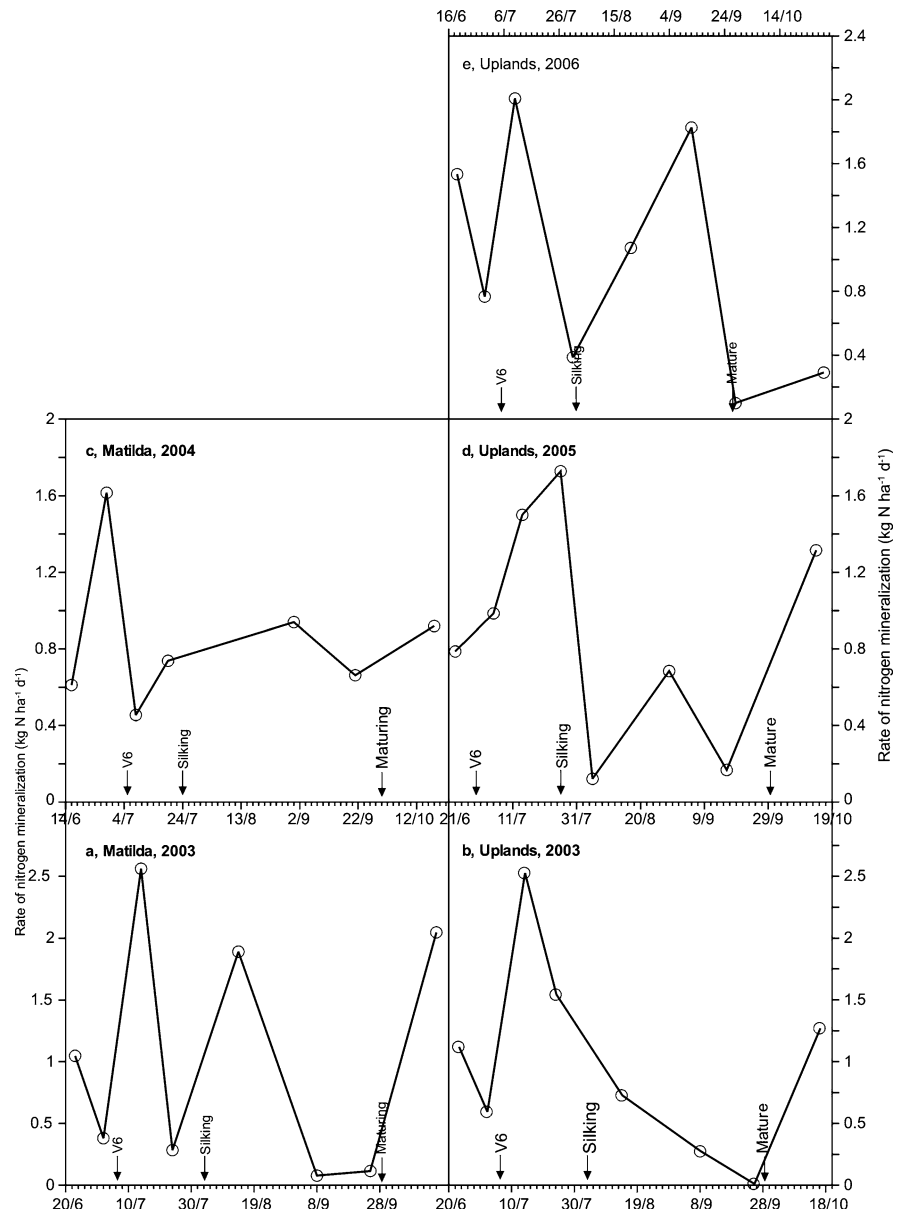 16/6 6/7 26/7 15/8 4/9 24/9 14/10
2.4
e, Uplands, 2006
2
1.6
1.2
0.8
0.4
V6 Silking Mature
2 2
c, Matilda, 2004 d, Uplands, 2005
1.6 1.6
1.2 1.2
0.8 0.8
0.4 0.4
V6 Silking Maturing V6 Silking Mature
0 0
Rate of nitrogen mineralization (kg N ha⁻¹ d⁻¹)
Rate of nitrogen mineralization (kg N ha⁻¹ d⁻¹)
14/6 4/7 24/7 13/8 2/9 22/9 12/10 21/6 11/7 31/7 20/8 9/9 29/9 19/10
a, Matilda, 2003 b, Uplands, 2003
2.5 2.5
2 2
1.5 1.5
1 1
0.5 0.5
V6 Silking Maturing V6 Silking Mature
0 0
20/6 10/7 30/7 19/8 8/9 28/9 20/6 10/7 30/7 19/8 8/9 28/9 18/10